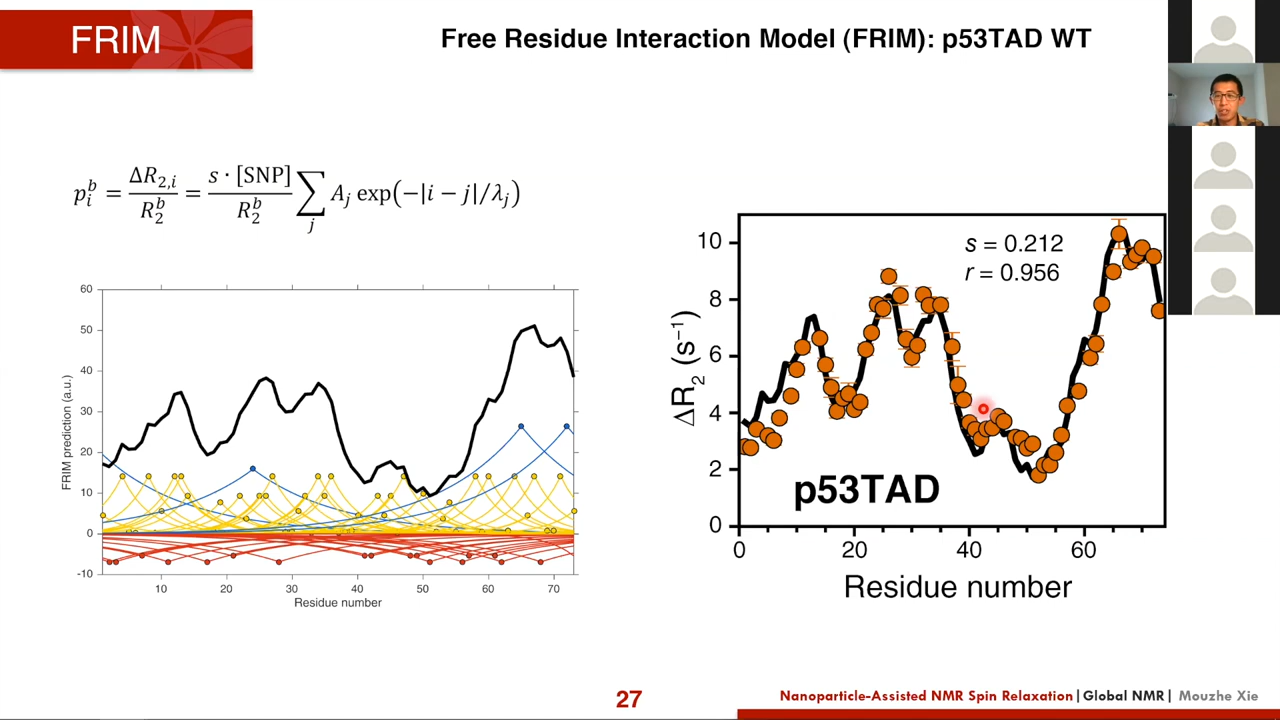 FRIM
Free Residue Interaction Model (FRIM): p53TAD WT
p_i^b = ΔR_{2,i} / R_2^b = s · [SNP] / R_2^b ∑_j A_j exp(−|i − j|/λ_j)
60
50
40
30
20
10
0
-10
FRIM prediction (a.u.)
10 20 30 40 50 60 70
Residue number
s = 0.212
r = 0.956
10
8
6
4
2
0
ΔR₂ (s⁻¹)
p53TAD
0 20 40 60
Residue number
27
Nanoparticle-Assisted NMR Spin Relaxation | Global NMR | Mouzhe Xie